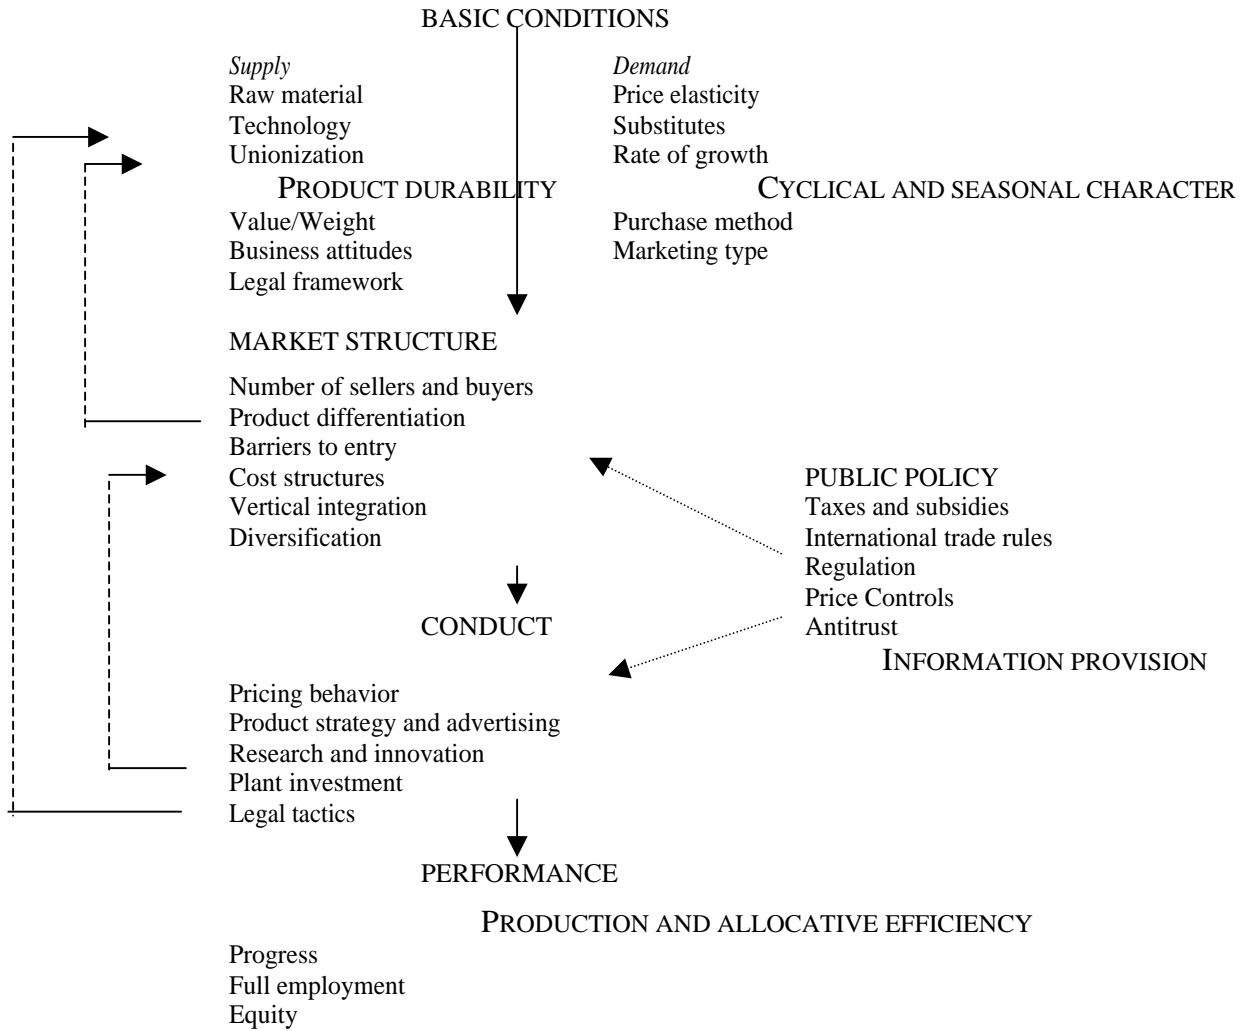 BASIC CONDITIONS
Supply
Demand
Raw material
Price elasticity
Technology
Substitutes
Unionization
Rate of growth
PRODUCT DURABILITY
CYCLICAL AND SEASONAL CHARACTER
Value/Weight
Purchase method
Business attitudes
Marketing type
Legal framework
MARKET STRUCTURE
Number of sellers and buyers
Product differentiation
Barriers to entry
Cost structures
Vertical integration
Diversification
PUBLIC POLICY
Taxes and subsidies
International trade rules
Regulation
Price Controls
Antitrust
INFORMATION PROVISION
CONDUCT
Pricing behavior
Product strategy and advertising
Research and innovation
Plant investment
Legal tactics
PERFORMANCE
PRODUCTION AND ALLOCATIVE EFFICIENCY
Progress
Full employment
Equity